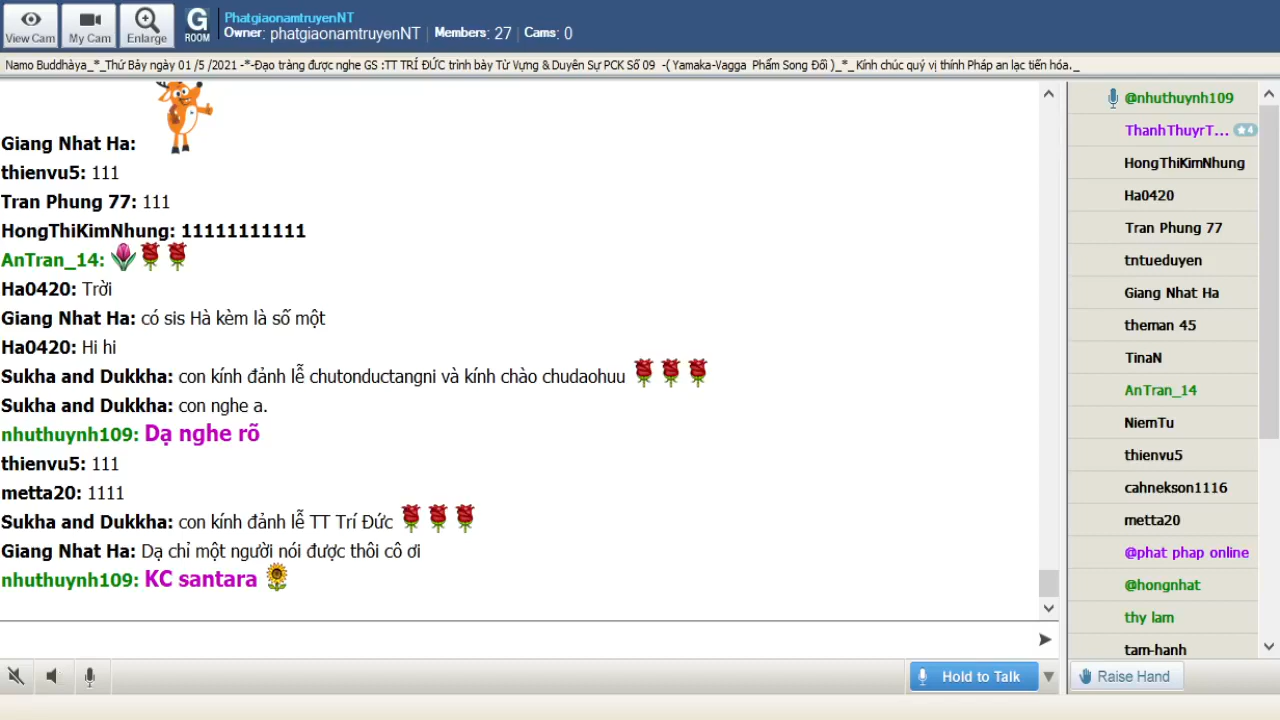 PhatgiaonamtruyenNT
View Cam My Cam Enlarge G ROOM Owner: phatgiaonamtruyenNT Members: 27 Cams: 0
Namo Buddhàya_*_Thứ Bảy ngày 01 /5 /2021 -*-Đạo tràng được nghe GS :TT TRÍ ĐỨC trình bày Từ Vựng & Duyên Sự PCK Số 09 -( Yamaka-Vagga Phẩm Song Đối )_*_ Kính chúc quý vị thính Pháp an lạc tiến hóa._
Giang Nhat Ha:
thienvu5: 111
Tran Phung 77: 111
HongThiKimNhung: 11111111111
AnTran_14:
Ha0420: Trời
Giang Nhat Ha: có sis Hà kèm là số một
Ha0420: Hi hi
Sukha and Dukkha: con kính đảnh lễ chutonductangni và kính chào chudaohuu
Sukha and Dukkha: con nghe a.
nhuthuynh109: Dạ nghe rõ
thienvu5: 111
metta20: 1111
Sukha and Dukkha: con kính đảnh lễ TT Trí Đức
Giang Nhat Ha: Dạ chỉ một người nói được thôi cô ơi
nhuthuynh109: KC santara
@nhuthuynh109
ThanhThuyrT... 4
HongThiKimNhung
Ha0420
Tran Phung 77
tntueduyen
Giang Nhat Ha
theman 45
TinaN
AnTran_14
NiemTu
thienvu5
cahnekson1116
metta20
@phat phap online
@hongnhat
thy lam
tam-hanh
Hold to Talk
Raise Hand